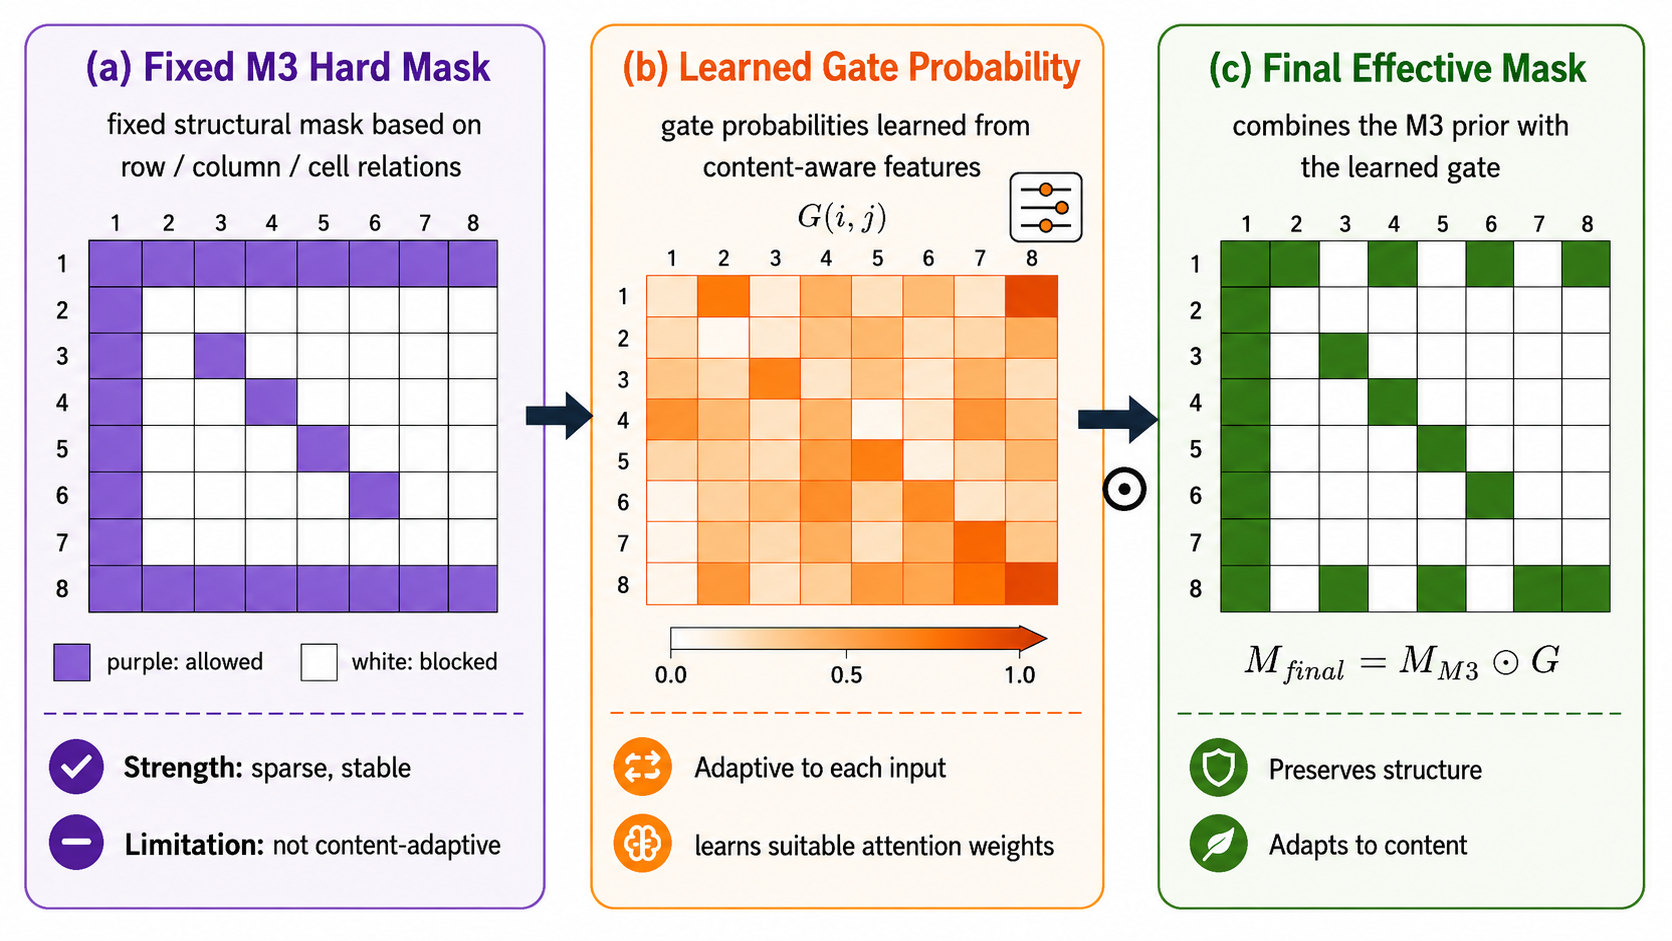 (a) Fixed M3 Hard Mask
fixed structural mask based on
row / column / cell relations
1 2 3 4 5 6 7 8
1
2
3
4
5
6
7
8
purple: allowed
white: blocked
Strength: sparse, stable
Limitation: not content-adaptive
(b) Learned Gate Probability
gate probabilities learned from
content-aware features
G(i, j)
1 2 3 4 5 6 7 8
1
2
3
4
5
6
7
8
0.0 0.5 1.0
Adaptive to each input
learns suitable attention weights
⊙
(c) Final Effective Mask
combines the M3 prior with
the learned gate
1 2 3 4 5 6 7 8
1
2
3
4
5
6
7
8
M_{final} = M_{M3} ⊙ G
Preserves structure
Adapts to content